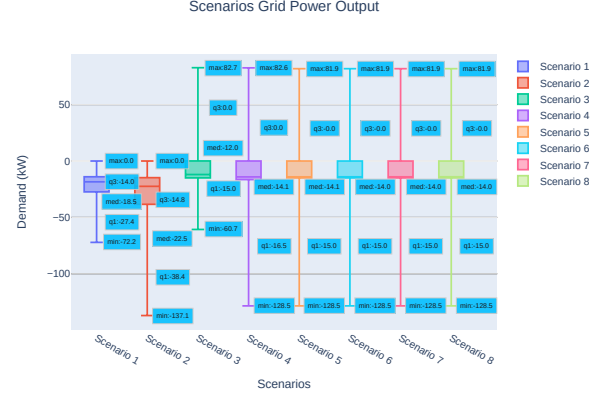 Scenarios Grid Power Output
max:82.7
max:82.6
max:81.9
max:81.9
max:81.9
max:81.9
Scenario 1
Scenario 2
Scenario 3
Scenario 4
Scenario 5
Scenario 6
Scenario 7
Scenario 8
50
q3:0.0
q3:0.0
q3:-0.0
q3:-0.0
q3:-0.0
q3:-0.0
med:-12.0
0
max:0.0
max:0.0
q3:-14.0
q1:-15.0
med:-14.1
med:-14.1
med:-14.0
med:-14.0
med:-14.0
med:-18.5
q3:-14.8
q1:-27.4
min:-60.7
−50
min:-72.2
med:-22.5
q1:-16.5
q1:-15.0
q1:-15.0
q1:-15.0
q1:-15.0
−100
q1:-38.4
min:-128.5
min:-128.5
min:-128.5
min:-128.5
min:-128.5
min:-137.1
Demand (kW)
Scenario 1
Scenario 2
Scenario 3
Scenario 4
Scenario 5
Scenario 6
Scenario 7
Scenario 8
Scenarios